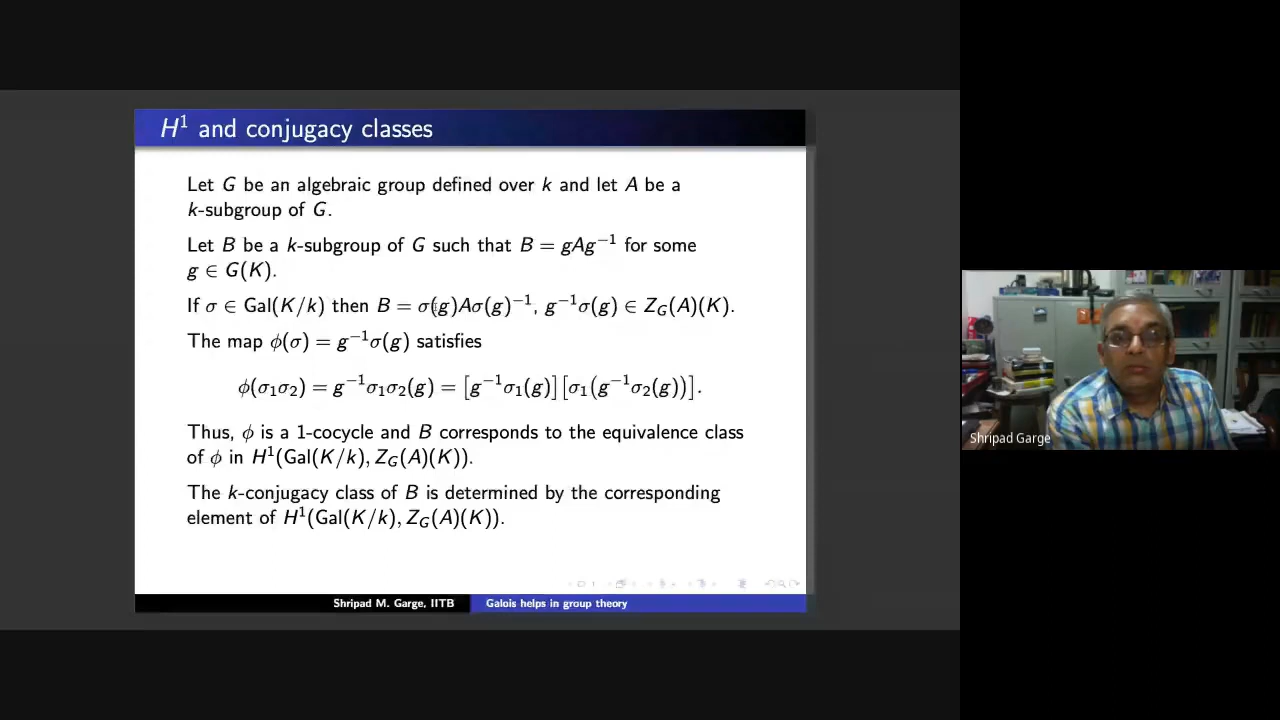 H¹ and conjugacy classes
Let G be an algebraic group defined over k and let A be a
k-subgroup of G.
Let B be a k-subgroup of G such that B = gAg⁻¹ for some
g ∈ G(K).
If σ ∈ Gal(K/k) then B = σ(g)Aσ(g)⁻¹, g⁻¹σ(g) ∈ Z_G(A)(K).
The map ϕ(σ) = g⁻¹σ(g) satisfies
ϕ(σ₁σ₂) = g⁻¹σ₁σ₂(g) = [g⁻¹σ₁(g)][σ₁(g⁻¹σ₂(g))].
Thus, ϕ is a 1-cocycle and B corresponds to the equivalence class
of ϕ in H¹(Gal(K/k), Z_G(A)(K)).
The k-conjugacy class of B is determined by the corresponding
element of H¹(Gal(K/k), Z_G(A)(K)).
Shripad M. Garge, IITB Galois helps in group theory
Shripad Garge